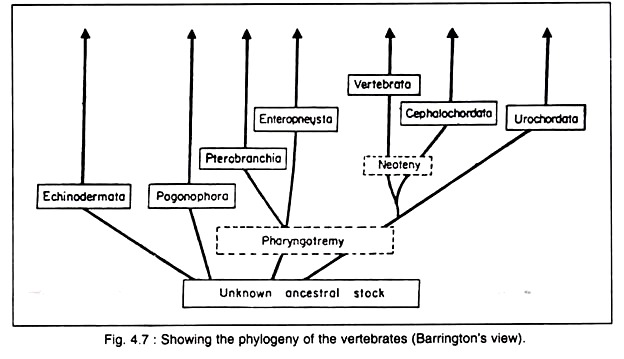 Vertebrata
Cephalochordata
Enteropneysta
Urochordata
Pterobranchia
Neoteny
Echinodermata
Pogonophora
Pharyngotremy
Unknown ancestral stock
Fig. 4.7 : Showing the phylogeny of the vertebrates (Barrington's view).